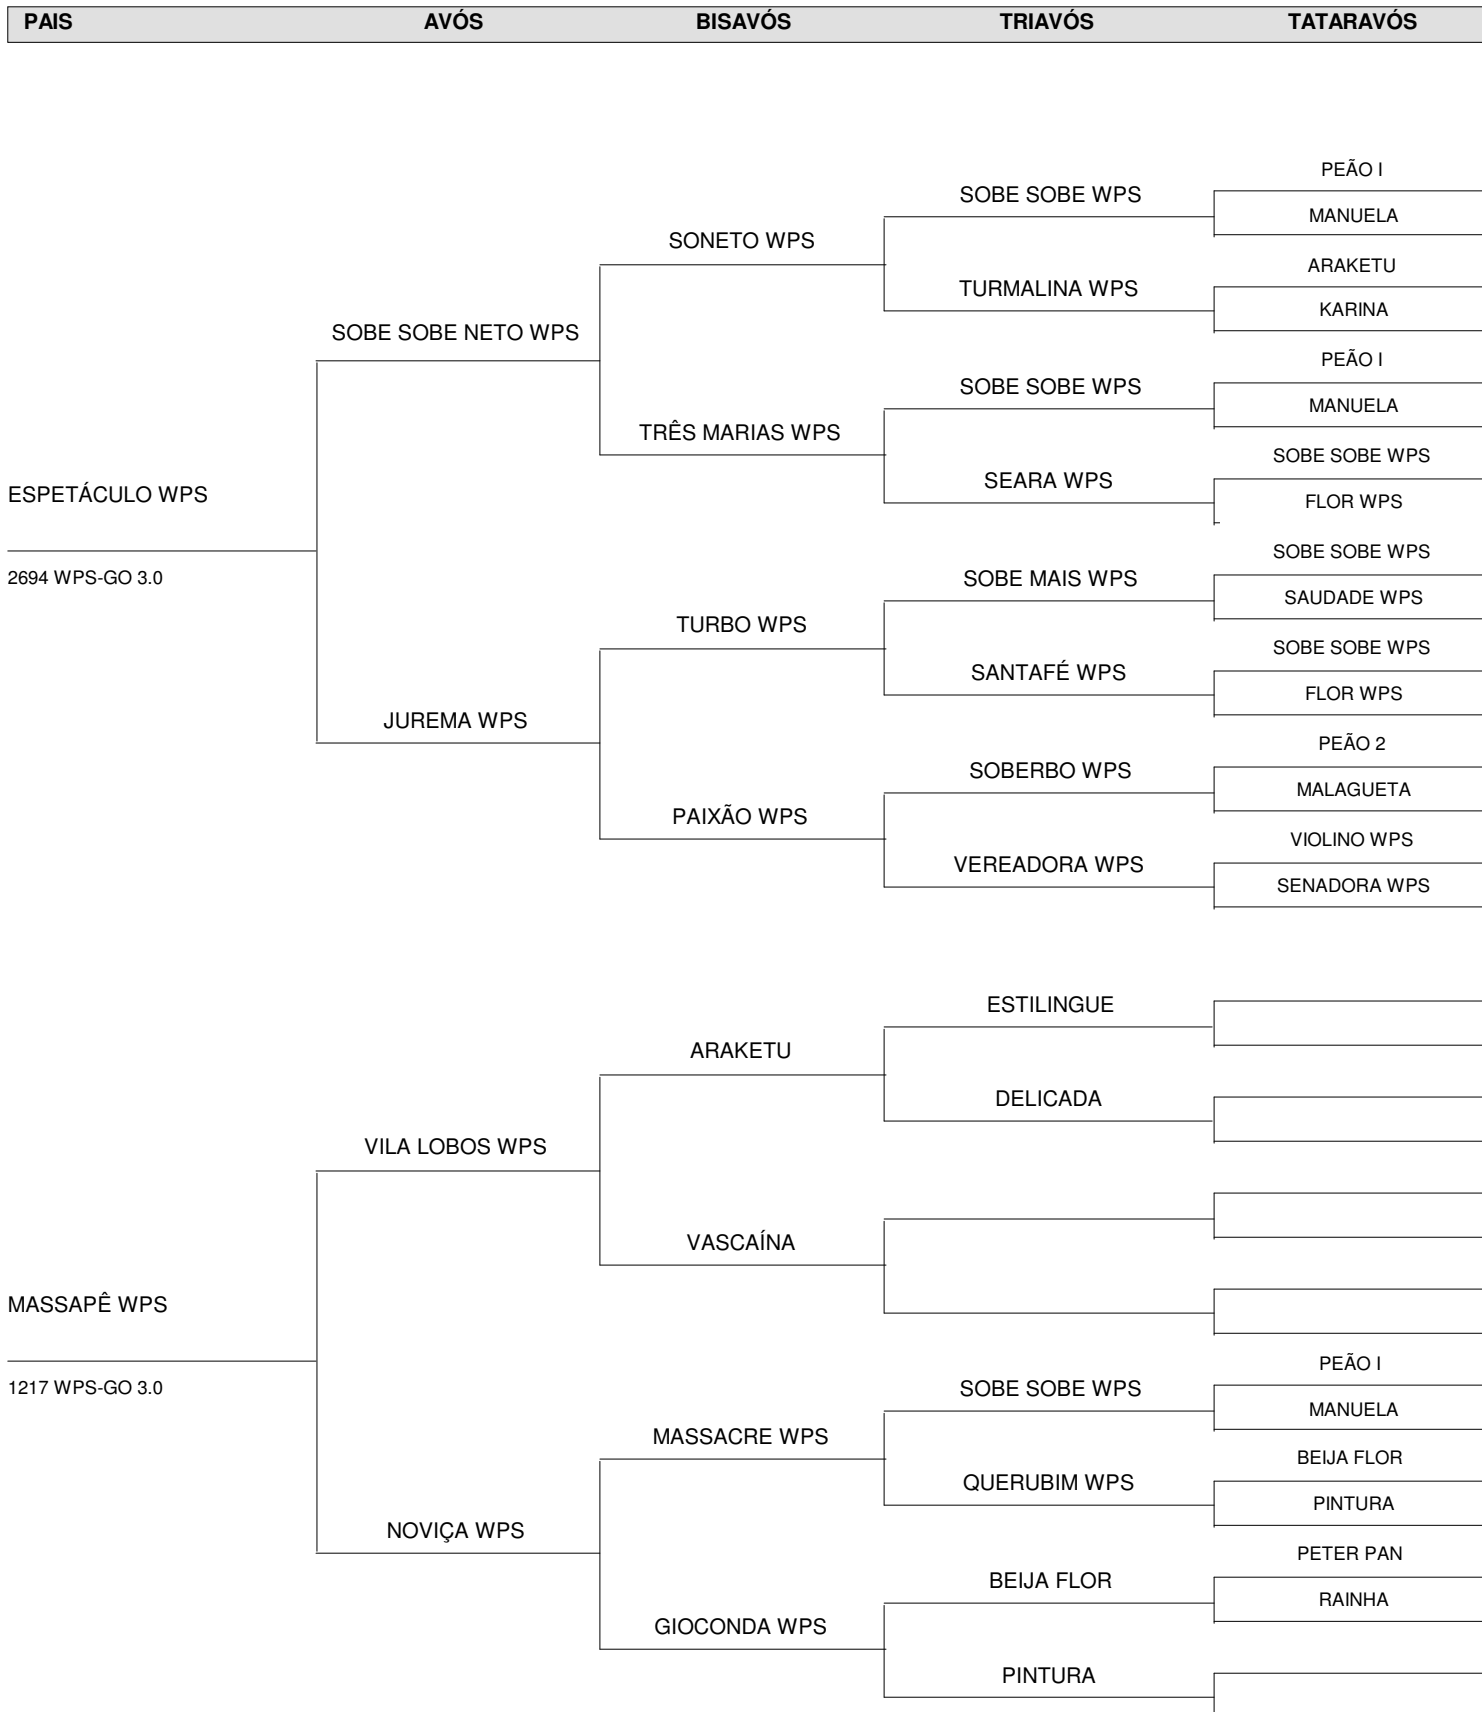 PAIS AVÓS BISAVÓS TRIAVÓS TATARAVÓS
PEÃO I
SOBE SOBE WPS
MANUELA
SONETO WPS
ARAKETU
TURMALINA WPS
KARINA
SOBE SOBE NETO WPS
PEÃO I
SOBE SOBE WPS
MANUELA
TRÊS MARIAS WPS
SOBE SOBE WPS
SEARA WPS
ESPETÁCULO WPS
FLOR WPS
SOBE SOBE WPS
2694 WPS-GO 3.0
SOBE MAIS WPS
SAUDADE WPS
TURBO WPS
SOBE SOBE WPS
SANTAFÉ WPS
FLOR WPS
JUREMA WPS
PEÃO 2
SOBERBO WPS
MALAGUETA
PAIXÃO WPS
VIOLINO WPS
VEREADORA WPS
SENADORA WPS
ESTILINGUE
ARAKETU
DELICADA
VILA LOBOS WPS
VASCAÍNA
MASSAPÊ WPS
PEÃO I
1217 WPS-GO 3.0
SOBE SOBE WPS
MANUELA
MASSACRE WPS
BEIJA FLOR
QUERUBIM WPS
PINTURA
NOVIÇA WPS
PETER PAN
BEIJA FLOR
RAINHA
GIOCONDA WPS
PINTURA